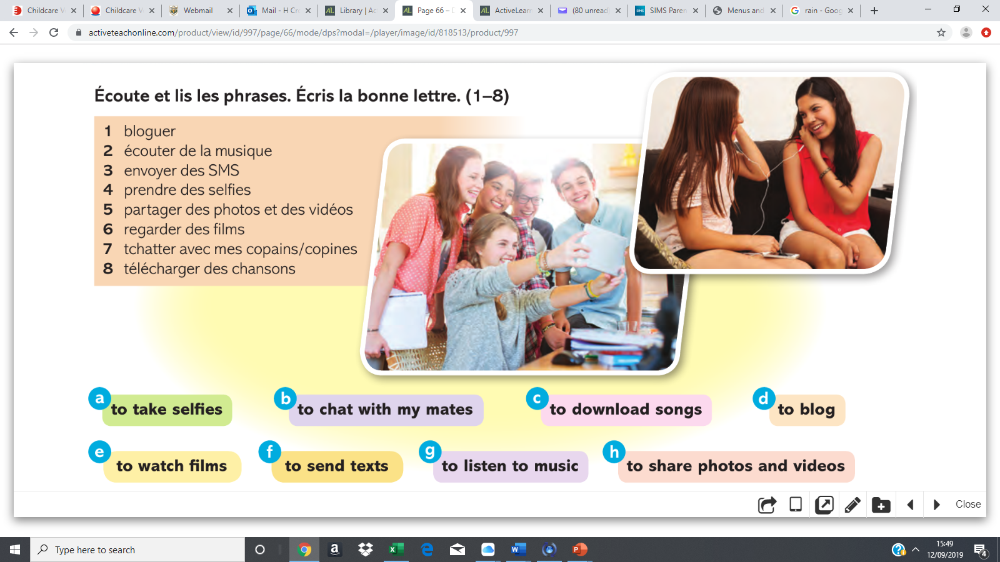 Childcare V
Childcare V
Webmail
Mail - H Cr
Library | Ac
Page 66 –
ActiveLearn
(80 unread)
SIMS Paren
Menus and
rain - Goog
activeteachonline.com/product/view/id/997/page/66/mode/dps?modal=/player/image/id/818513/product/997
Écoute et lis les phrases. Écris la bonne lettre. (1–8)
1 bloguer
2 écouter de la musique
3 envoyer des SMS
4 prendre des selfies
5 partager des photos et des vidéos
6 regarder des films
7 tchatter avec mes copains/copines
8 télécharger des chansons
a to take selfies
b to chat with my mates
c to download songs
d to blog
e to watch films
f to send texts
g to listen to music
h to share photos and videos
Close
Type here to search
15:49
12/09/2019
4